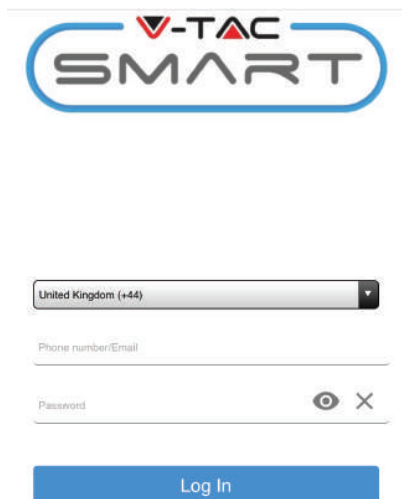 V-TAC
SMART
United Kingdom (+44)
Phone number/Email
Password
Log In